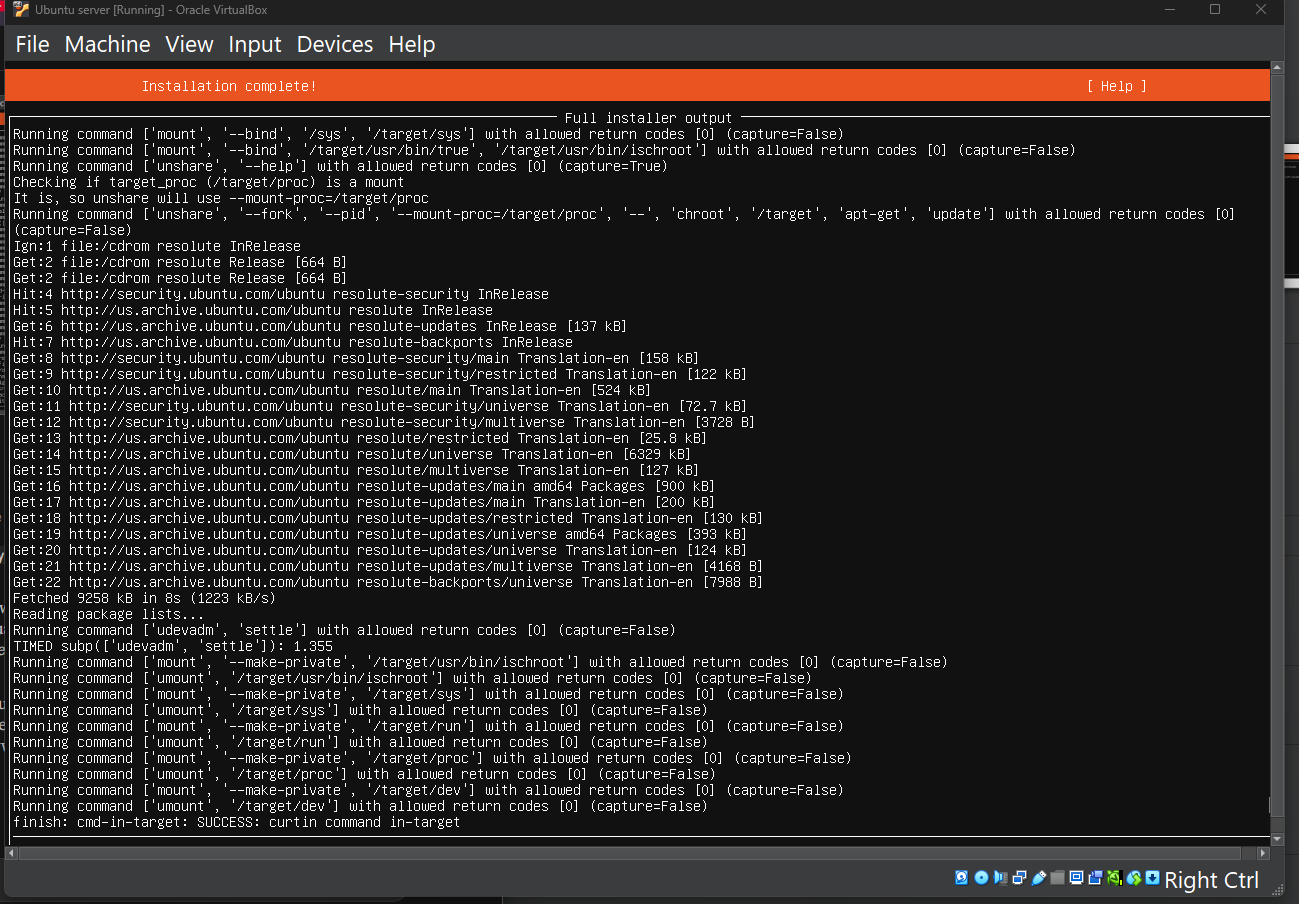 Ubuntu server [Running] - Oracle VirtualBox
File Machine View Input Devices Help
Installation complete! [ Help ]
Full installer output
Running command ['mount', '--bind', '/sys', '/target/sys'] with allowed return codes [0] (capture=False)
Running command ['mount', '--bind', '/target/usr/bin/true', '/target/usr/bin/ischroot'] with allowed return codes [0] (capture=False)
Running command ['unshare', '--help'] with allowed return codes [0] (capture=True)
Checking if target_proc (/target/proc) is a mount
It is, so unshare will use --mount-proc=/target/proc
Running command ['unshare', '--fork', '--pid', '--mount-proc=/target/proc', '--', 'chroot', '/target', 'apt-get', 'update'] with allowed return codes [0]
(capture=False)
Ign:1 file:/cdrom resolute InRelease
Get:2 file:/cdrom resolute Release [664 B]
Get:2 file:/cdrom resolute Release [664 B]
Hit:4 http://security.ubuntu.com/ubuntu resolute-security InRelease
Hit:5 http://us.archive.ubuntu.com/ubuntu resolute InRelease
Get:6 http://us.archive.ubuntu.com/ubuntu resolute-updates InRelease [137 kB]
Hit:7 http://us.archive.ubuntu.com/ubuntu resolute-backports InRelease
Get:8 http://security.ubuntu.com/ubuntu resolute-security/main Translation-en [158 kB]
Get:9 http://security.ubuntu.com/ubuntu resolute-security/restricted Translation-en [122 kB]
Get:10 http://us.archive.ubuntu.com/ubuntu resolute/main Translation-en [524 kB]
Get:11 http://security.ubuntu.com/ubuntu resolute-security/universe Translation-en [72.7 kB]
Get:12 http://security.ubuntu.com/ubuntu resolute-security/multiverse Translation-en [3728 B]
Get:13 http://us.archive.ubuntu.com/ubuntu resolute/restricted Translation-en [25.8 kB]
Get:14 http://us.archive.ubuntu.com/ubuntu resolute/universe Translation-en [6329 kB]
Get:15 http://us.archive.ubuntu.com/ubuntu resolute/multiverse Translation-en [127 kB]
Get:16 http://us.archive.ubuntu.com/ubuntu resolute-updates/main amd64 Packages [900 kB]
Get:17 http://us.archive.ubuntu.com/ubuntu resolute-updates/main Translation-en [200 kB]
Get:18 http://us.archive.ubuntu.com/ubuntu resolute-updates/restricted Translation-en [130 kB]
Get:19 http://us.archive.ubuntu.com/ubuntu resolute-updates/universe amd64 Packages [393 kB]
Get:20 http://us.archive.ubuntu.com/ubuntu resolute-updates/universe Translation-en [124 kB]
Get:21 http://us.archive.ubuntu.com/ubuntu resolute-updates/multiverse Translation-en [4168 B]
Get:22 http://us.archive.ubuntu.com/ubuntu resolute-backports/universe Translation-en [7988 B]
Fetched 9258 kB in 8s (1223 kB/s)
Reading package lists...
Running command ['udevadm', 'settle'] with allowed return codes [0] (capture=False)
TIMED subp(['udevadm', 'settle']): 1.355
Running command ['mount', '--make-private', '/target/usr/bin/ischroot'] with allowed return codes [0] (capture=False)
Running command ['umount', '/target/usr/bin/ischroot'] with allowed return codes [0] (capture=False)
Running command ['mount', '--make-private', '/target/sys'] with allowed return codes [0] (capture=False)
Running command ['umount', '/target/sys'] with allowed return codes [0] (capture=False)
Running command ['mount', '--make-private', '/target/run'] with allowed return codes [0] (capture=False)
Running command ['umount', '/target/run'] with allowed return codes [0] (capture=False)
Running command ['mount', '--make-private', '/target/proc'] with allowed return codes [0] (capture=False)
Running command ['umount', '/target/proc'] with allowed return codes [0] (capture=False)
Running command ['mount', '--make-private', '/target/dev'] with allowed return codes [0] (capture=False)
Running command ['umount', '/target/dev'] with allowed return codes [0] (capture=False)
finish: cmd-in-target: SUCCESS: curtin command in-target
Right Ctrl